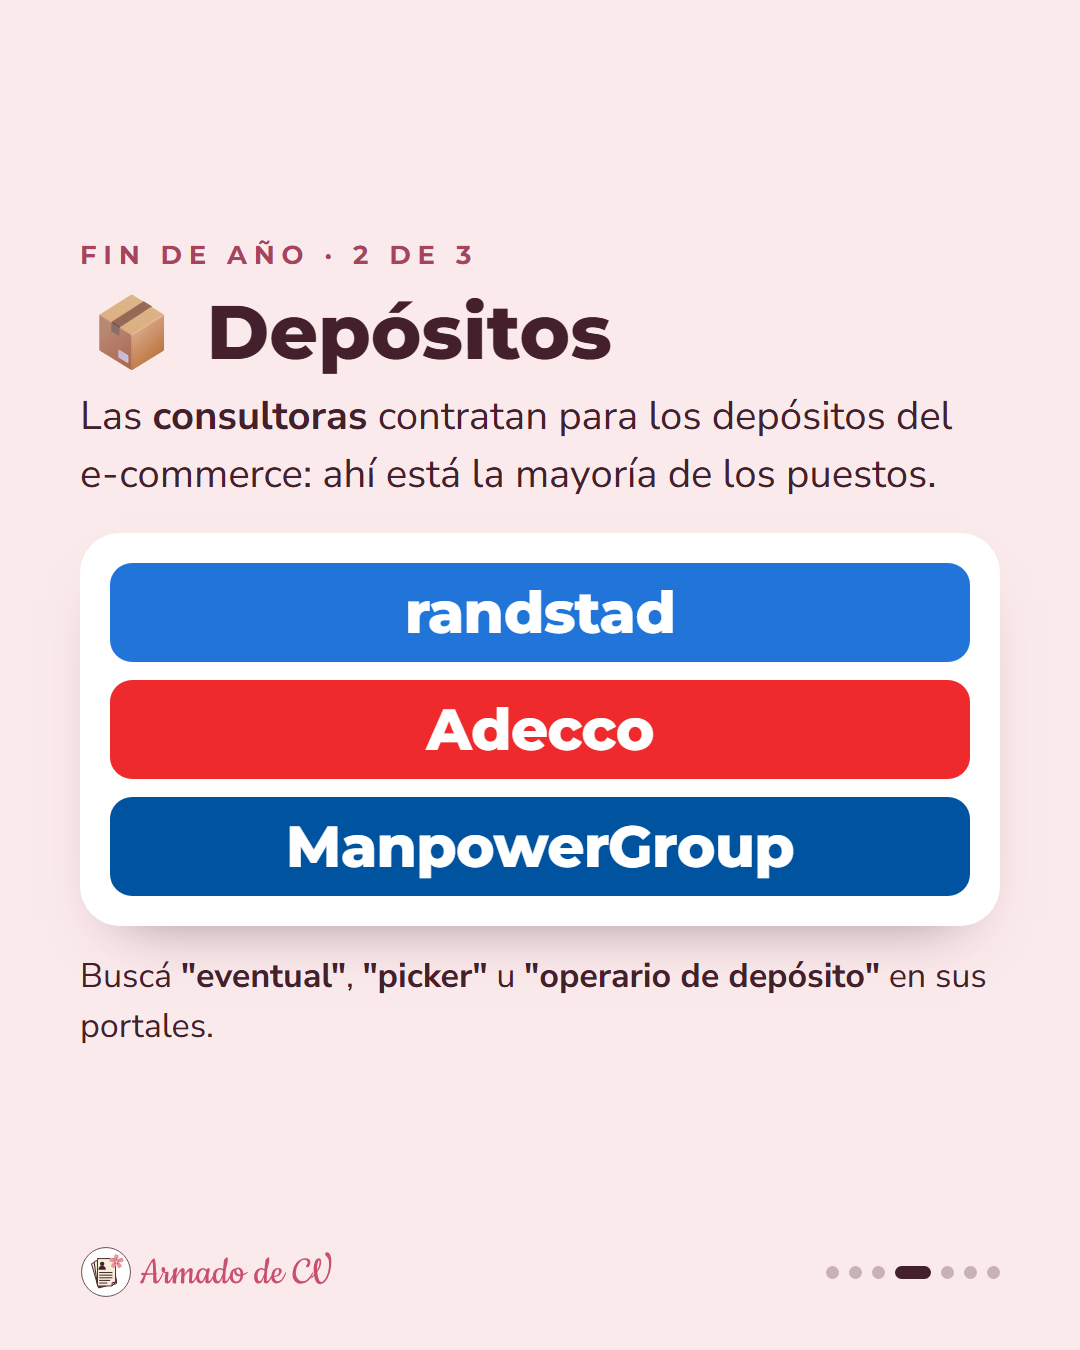 FIN DE AÑO · 2 DE 3
📦 Depósitos
Las consultoras contratan para los depósitos del
e-commerce: ahí está la mayoría de los puestos.
randstad
Adecco
ManpowerGroup
Buscá "eventual", "picker" u "operario de depósito" en sus
portales.
Armado de CV